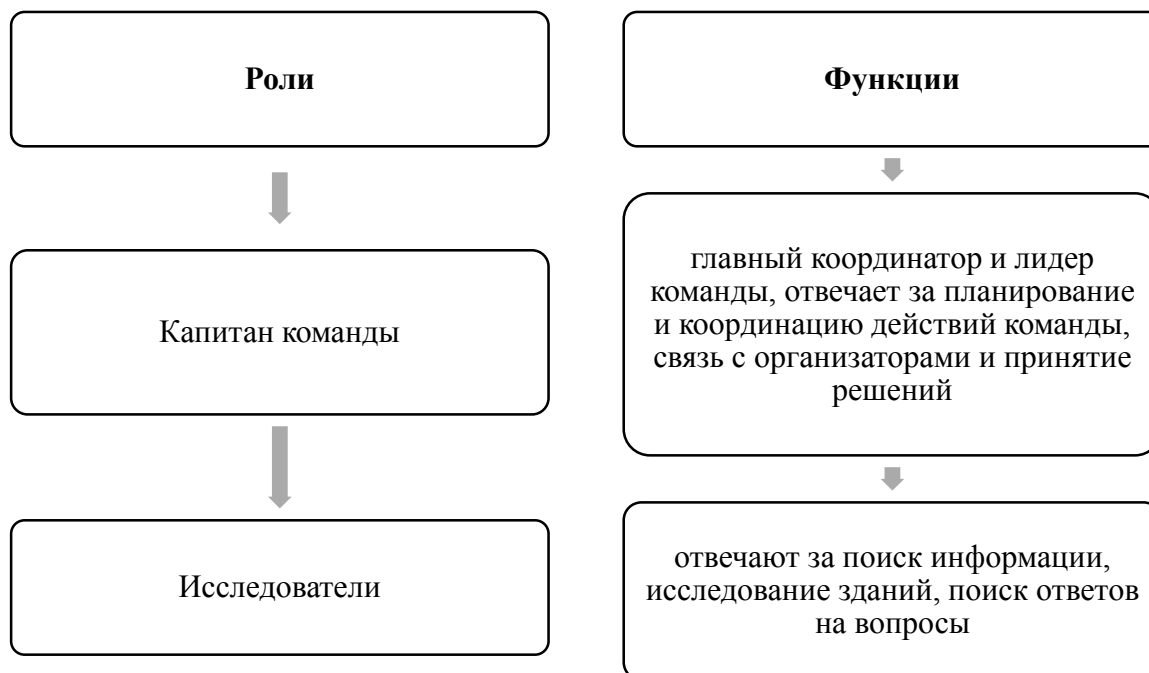 Роли
Функции
Капитан команды
главный координатор и лидер
команды, отвечает за планирование
и координацию действий команды,
связь с организаторами и принятие
решений
Исследователи
отвечают за поиск информации,
исследование зданий, поиск ответов
на вопросы